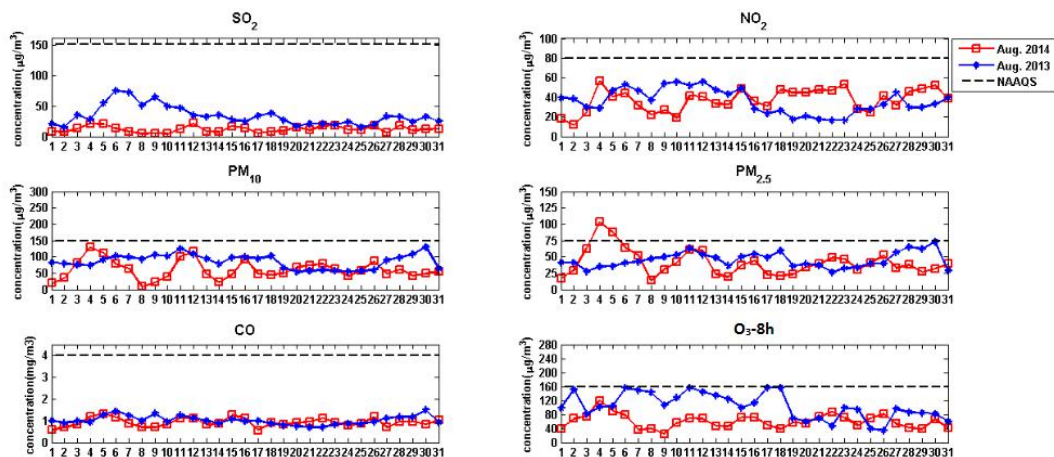 SO2
concentration(μg/m3)
150
100
50
0
1 2 3 4 5 6 7 8 9 10 11 12 13 14 15 16 17 18 19 20 21 22 23 24 25 26 27 28 29 30 31
NO2
concentration(μg/m3)
100
80
60
40
20
0
1 2 3 4 5 6 7 8 9 10 11 12 13 14 15 16 17 18 19 20 21 22 23 24 25 26 27 28 29 30 31
Aug. 2014
Aug. 2013
NAAQS
PM10
concentration(μg/m3)
300
250
200
150
100
50
0
1 2 3 4 5 6 7 8 9 10 11 12 13 14 15 16 17 18 19 20 21 22 23 24 25 26 27 28 29 30 31
PM2.5
concentration(μg/m3)
150
125
100
75
50
25
0
1 2 3 4 5 6 7 8 9 10 11 12 13 14 15 16 17 18 19 20 21 22 23 24 25 26 27 28 29 30 31
CO
concentration(mg/m3)
4
3
2
1
0
1 2 3 4 5 6 7 8 9 10 11 12 13 14 15 16 17 18 19 20 21 22 23 24 25 26 27 28 29 30 31
O3-8h
concentration(μg/m3)
280
240
200
160
120
80
40
0
1 2 3 4 5 6 7 8 9 10 11 12 13 14 15 16 17 18 19 20 21 22 23 24 25 26 27 28 29 30 31